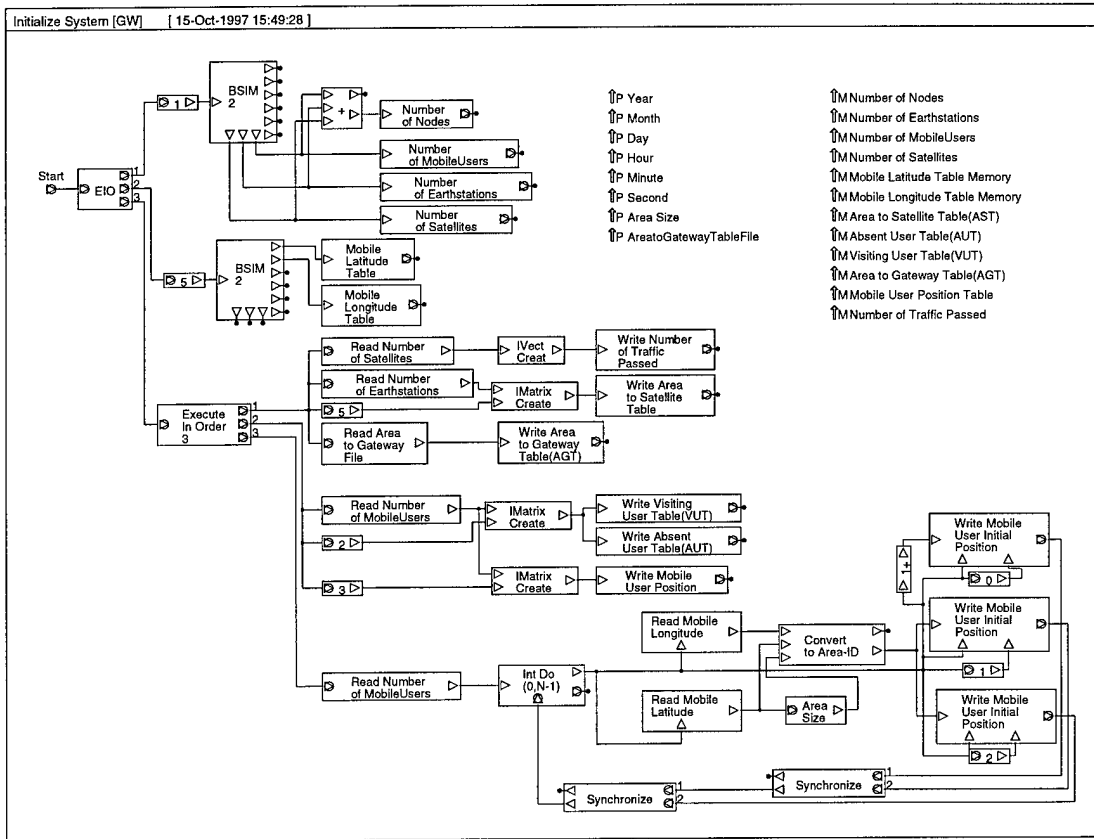 Initialize System [GW] [ 15-Oct-1997 15:49:28 ]
Start
EIO
1
2
3
1
BSIM
2
+
Number
of Nodes
Number
of MobileUsers
Number
of Earthstations
Number
of Satellites
5
BSIM
2
Mobile
Latitude
Table
Mobile
Longitude
Table
⇑P Year
⇑P Month
⇑P Day
⇑P Hour
⇑P Minute
⇑P Second
⇑P Area Size
⇑P AreatoGatewayTableFile
⇑M Number of Nodes
⇑M Number of Earthstations
⇑M Number of MobileUsers
⇑M Number of Satellites
⇑M Mobile Latitude Table Memory
⇑M Mobile Longitude Table Memory
⇑M Area to Satellite Table(AST)
⇑M Absent User Table(AUT)
⇑M Visiting User Table(VUT)
⇑M Area to Gateway Table(AGT)
⇑M Mobile User Position Table
⇑M Number of Traffic Passed
Execute
In Order
3
1
2
3
Read Number
of Satellites
IVect
Creat
Write Number
of Traffic
Passed
Read Number
of Earthstations
5
IMatrix
Create
Write Area
to Satellite
Table
Read Area
to Gateway
File
Write Area
to Gateway
Table(AGT)
Read Number
of MobileUsers
2
IMatrix
Create
Write Visiting
User Table(VUT)
Write Absent
User Table(AUT)
3
IMatrix
Create
Write Mobile
User Position
Read Number
of MobileUsers
Int Do
(0,N-1)
Read Mobile
Longitude
Read Mobile
Latitude
Convert
to Area-ID
Area
Size
1+
Write Mobile
User Initial
Position
0
Write Mobile
User Initial
Position
1
Write Mobile
User Initial
Position
2
Synchronize
1
2
Synchronize
1
2